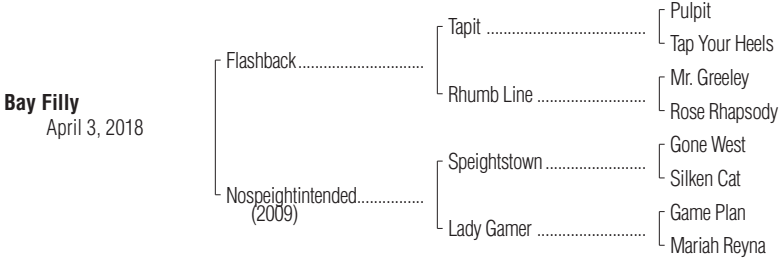 Pulpit
Tapit ........................................
Tap Your Heels
Flashback................................
Mr. Greeley
Rhumb Line ...........................
Rose Rhapsody
Bay Filly
April 3, 2018
Gone West
Speightstown .........................
Silken Cat
Nospeightintended.................
(2009)
Game Plan
Lady Gamer ...........................
Mariah Reyna